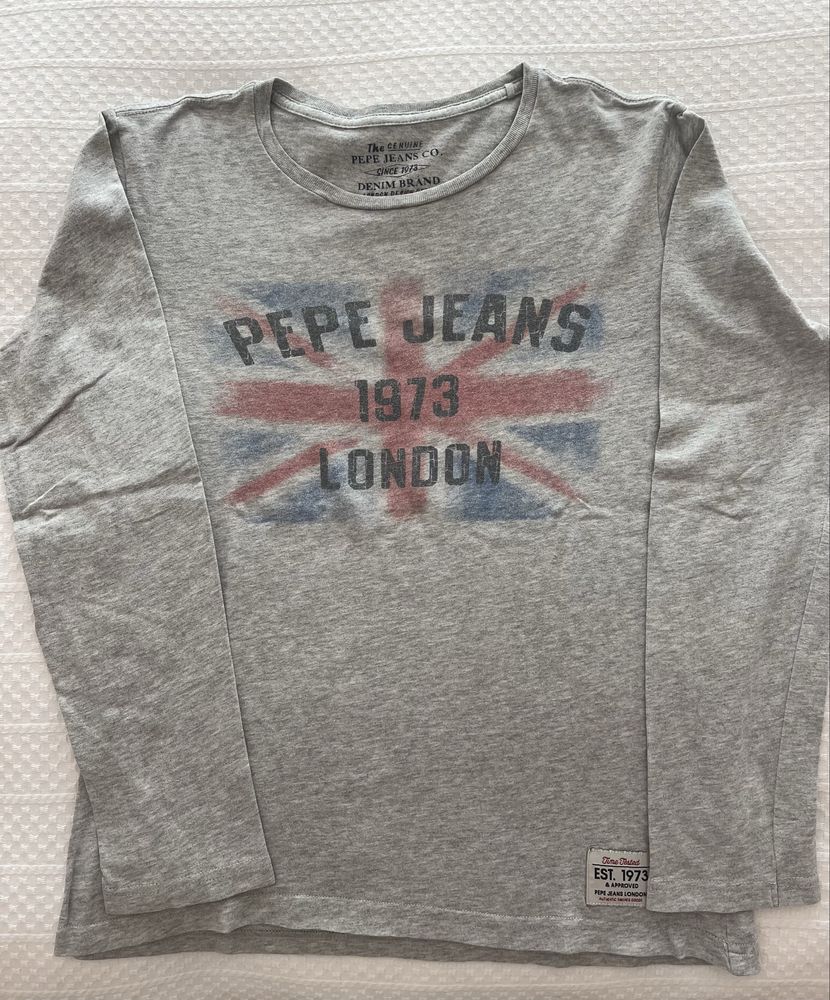 The GENUINE
PEPE JEANS CO.
SINCE 1973
DENIM BRAND
PEPE JEANS
1973
LONDON
Time Tested
EST. 1973
& APPROVED
PEPE JEANS LONDON